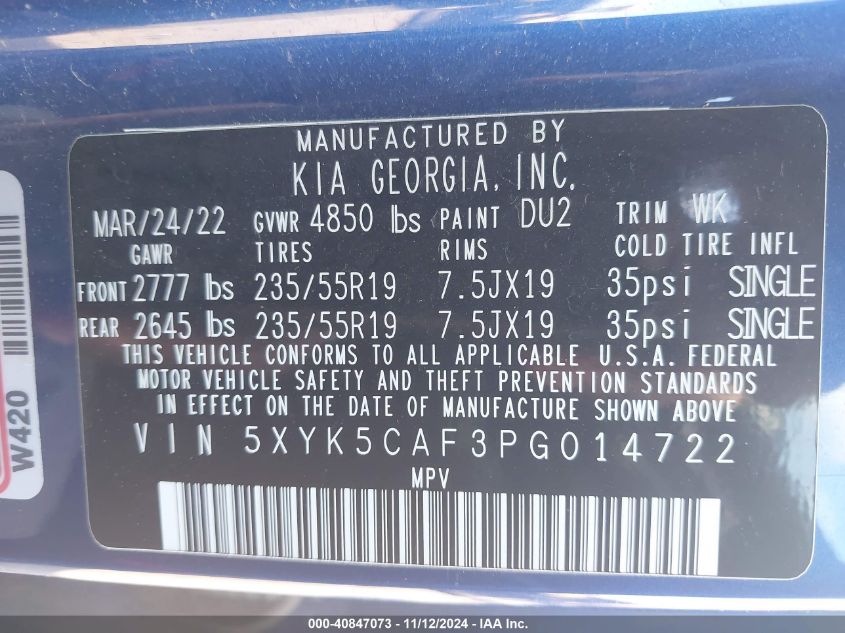 MANUFACTURED BY
KIA GEORGIA, INC.
MAR/24/22 GVWR 4850 lbs PAINT DU2 TRIM WK
GAWR TIRES RIMS COLD TIRE INFL
FRONT 2777 lbs 235/55R19 7.5JX19 35psi SINGLE
REAR 2645 lbs 235/55R19 7.5JX19 35psi SINGLE
THIS VEHICLE CONFORMS TO ALL APPLICABLE U.S.A. FEDERAL
MOTOR VEHICLE SAFETY AND THEFT PREVENTION STANDARDS
IN EFFECT ON THE DATE OF MANUFACTURE SHOWN ABOVE
VIN 5XYK5CAF3PG014722
MPV
W420
000-40847073 - 11/12/2024 - IAA Inc.